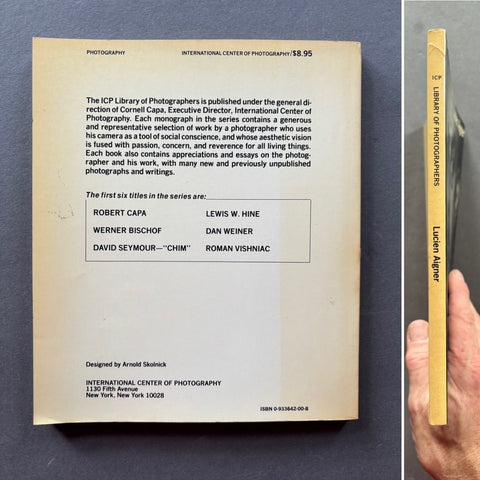 PHOTOGRAPHY
INTERNATIONAL CENTER OF PHOTOGRAPHY/$8.95
The ICP Library of Photographers is published under the general di-
rection of Cornell Capa, Executive Director, International Center of
Photography. Each monograph in the series contains a generous
and representative selection of work by a photographer who uses
his camera as a tool of social conscience, and whose aesthetic vision
is fused with passion, concern, and reverence for all living things.
Each book also contains appreciations and essays on the photog-
rapher and his work, with many new and previously unpublished
photographs and writings.
The first six titles in the series are:
ROBERT CAPA
LEWIS W. HINE
WERNER BISCHOF
DAN WEINER
DAVID SEYMOUR—"CHIM"
ROMAN VISHNIAC
Designed by Arnold Skolnick
INTERNATIONAL CENTER OF PHOTOGRAPHY
1130 Fifth Avenue
New York, New York 10028
ISBN 0-933642-00-8
ICP LIBRARY OF PHOTOGRAPHERS Lucien Aigner